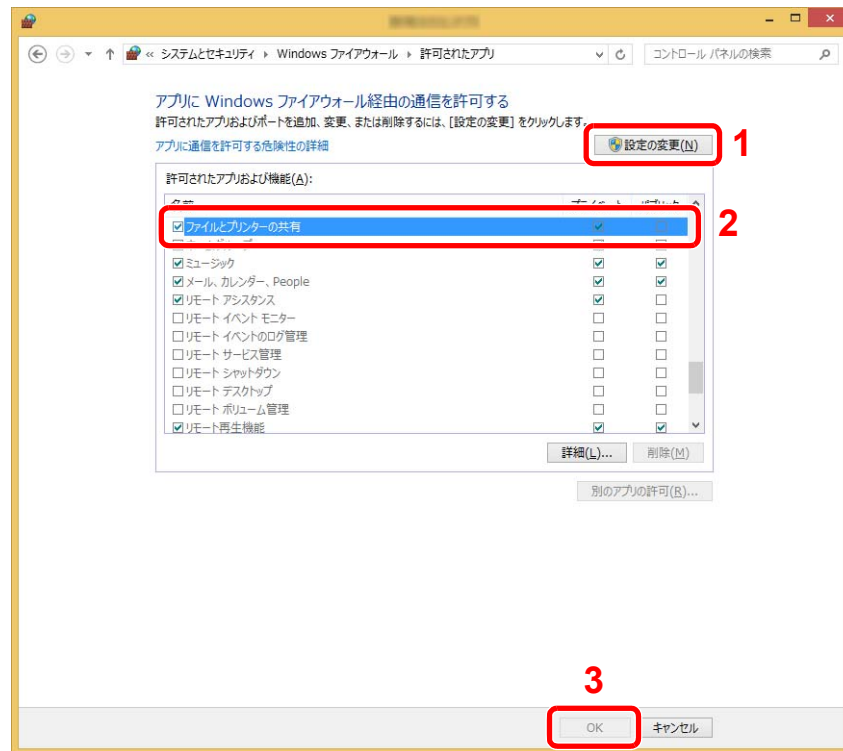 « システムとセキュリティ ▸ Windows ファイアウォール ▸ 許可されたアプリ コントロール パネルの検索
アプリに Windows ファイアウォール経由の通信を許可する
許可されたアプリおよびポートを追加、変更、または削除するには、[設定の変更] をクリックします。
アプリに通信を許可する危険性の詳細 設定の変更(N) 1
許可されたアプリおよび機能(A):
ファイルとプリンターの共有 2
ミュージック
メール、カレンダー、People
リモート アシスタンス
リモート イベント モニター
リモート イベントのログ管理
リモート サービス管理
リモート シャットダウン
リモート デスクトップ
リモート ボリューム管理
リモート再生機能
詳細(L)... 削除(M)
別のアプリの許可(R)...
3
OK キャンセル